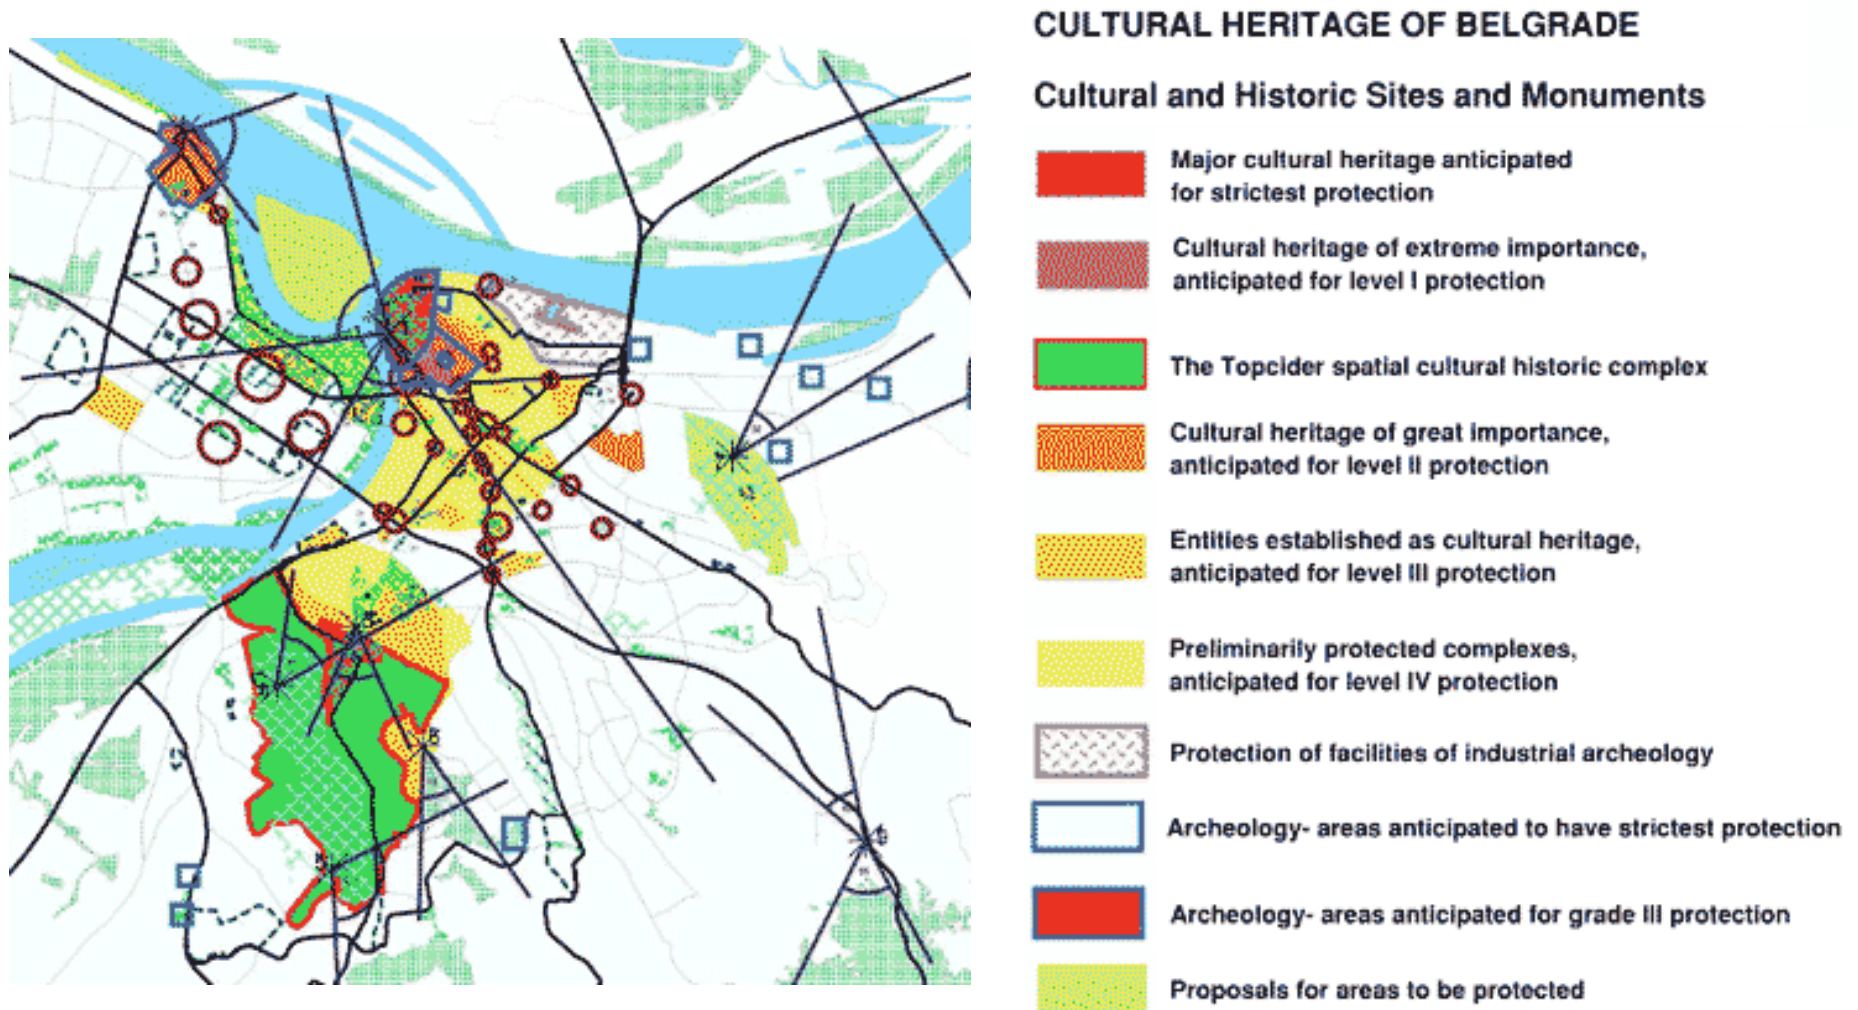 CULTURAL HERITAGE OF BELGRADE
Cultural and Historic Sites and Monuments
Major cultural heritage anticipated
for strictest protection
Cultural heritage of extreme importance,
anticipated for level I protection
The Topcider spatial cultural historic complex
Cultural heritage of great importance,
anticipated for level II protection
Entities established as cultural heritage,
anticipated for level III protection
Preliminarily protected complexes,
anticipated for level IV protection
Protection of facilities of industrial archeology
Archeology- areas anticipated to have strictest protection
Archeology- areas anticipated for grade III protection
Proposals for areas to be protected